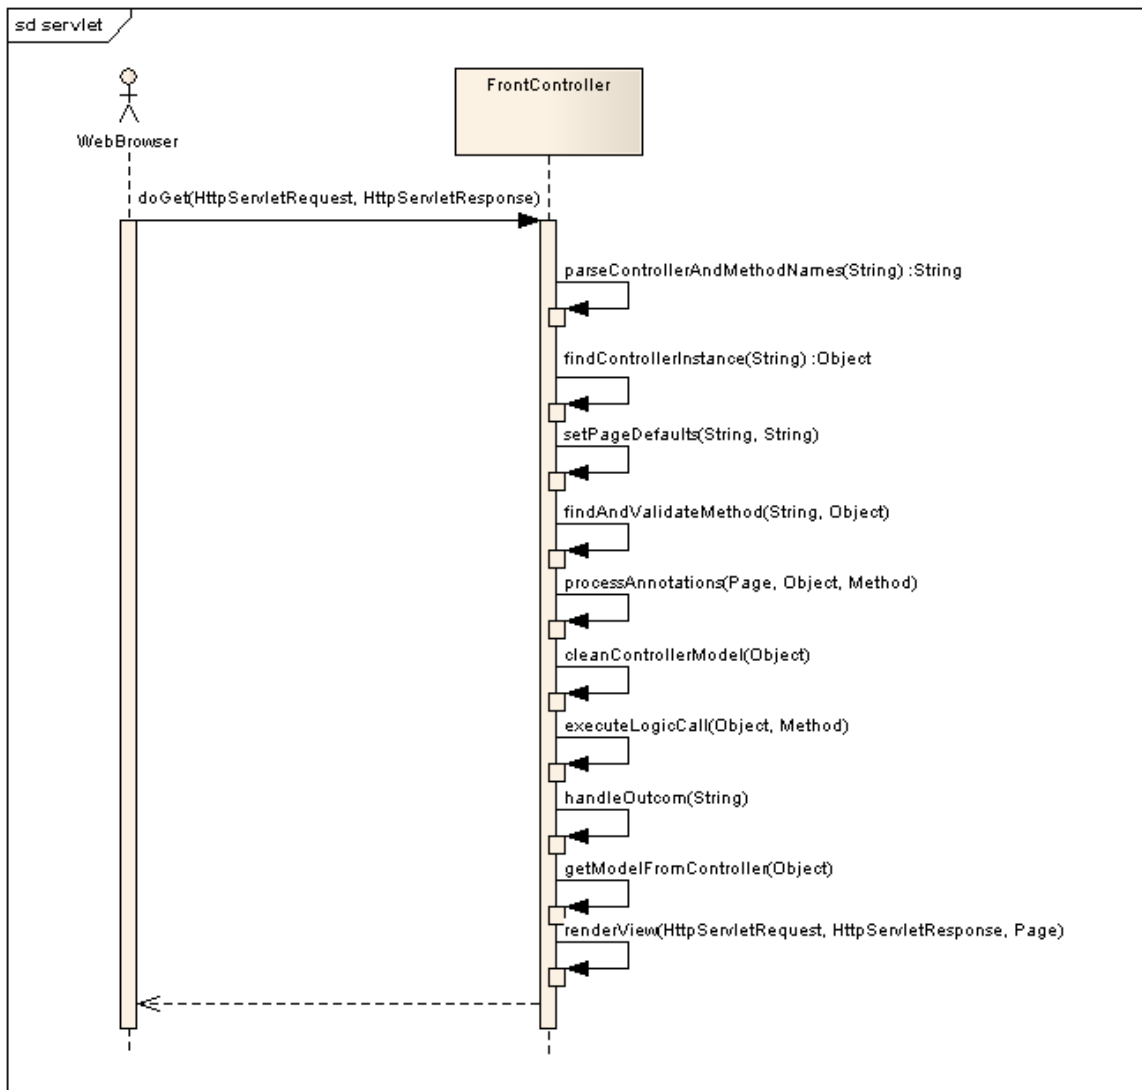 sd servlet
WebBrowser
FrontController
doGet(HttpServletRequest, HttpServletResponse)
parseControllerAndMethodNames(String) :String
findControllerInstance(String) :Object
setPageDefaults(String, String)
findAndValidateMethod(String, Object)
processAnnotations(Page, Object, Method)
cleanControllerModel(Object)
executeLogicCall(Object, Method)
handleOutcom(String)
getModelFromController(Object)
renderView(HttpServletRequest, HttpServletResponse, Page)